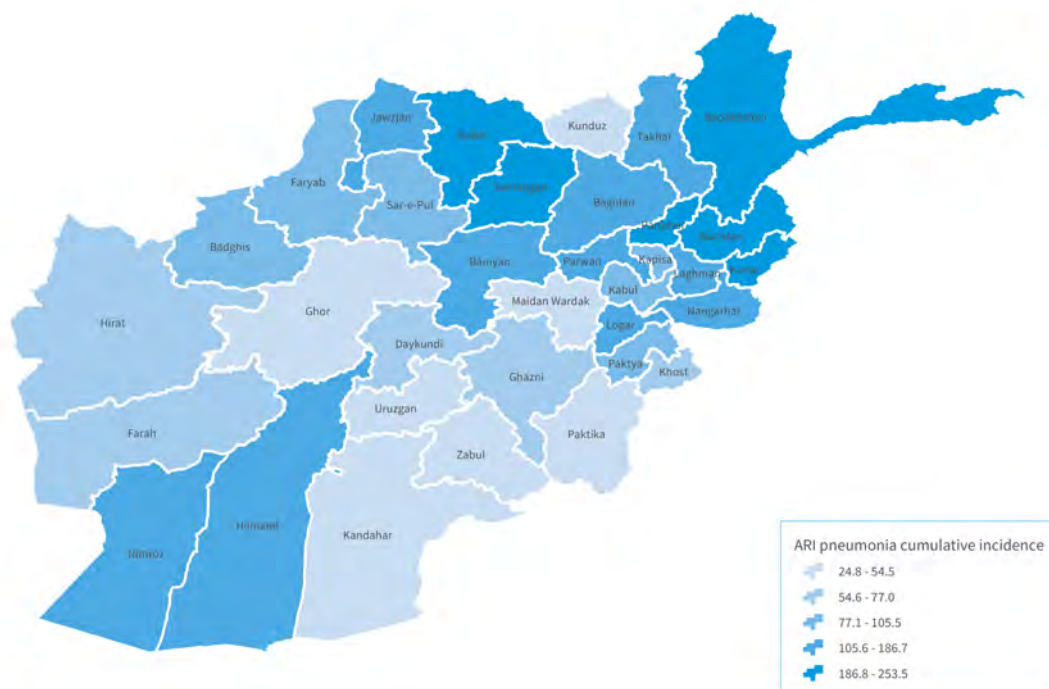 Jawzjan
Balkh
Kunduz
Takhar
Badakhshan
Faryab
Sar-e-Pul
Samangan
Baghlan
Badghis
Bamyan
Parwan
Panjsher
Nuristan
Kapisa
Laghman
Kunar
Kabul
Nangarhar
Hirat
Ghor
Maidan Wardak
Logar
Daykundi
Ghazni
Paktya
Khost
Uruzgan
Farah
Zabul
Paktika
Nimroz
Hilmand
Kandahar
ARI pneumonia cumulative incidence
24.8 - 54.5
54.6 - 77.0
77.1 - 105.5
105.6 - 186.7
186.8 - 253.5